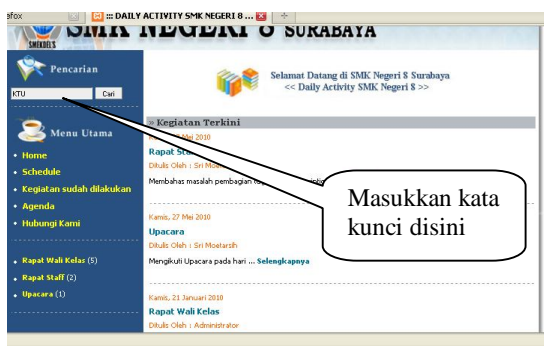 efox
::: DAILY ACTIVITY SMK NEGERI 8 ...
SMK NEGERI 8 SURABAYA
SMEKDELS
Pencarian
KTU
Cari
Menu Utama
Home
Schedule
Kegiatan sudah dilakukan
Agenda
Hubungi Kami
Rapat Wali Kelas (5)
Rapat Staff (2)
Upacara (1)
Selamat Datang di SMK Negeri 8 Surabaya
<< Daily Activity SMK Negeri 8 >>
» Kegiatan Terkini
Mei 2010
Rapat
Ditulis Oleh : Sri
Membahas masalah pembagian
Kamis, 27 Mei 2010
Upacara
Ditulis Oleh : Sri Moetarsih
Mengikuti Upacara pada hari ... Selengkapnya
Kamis, 21 Januari 2010
Rapat Wali Kelas
Ditulis Oleh : Administrator
Masukkan kata
kunci disini